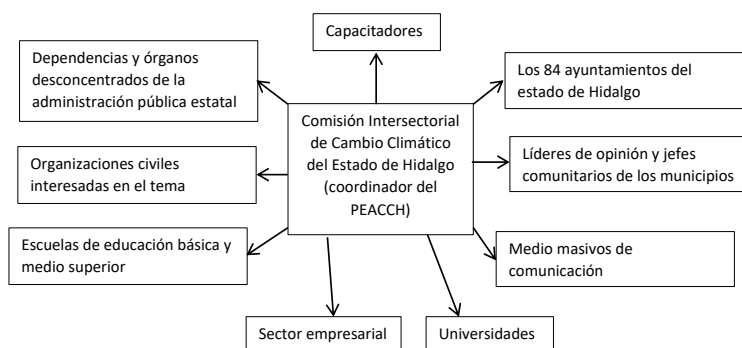 Capacitadores
Dependencias y órganos
desconcentrados de la
administración pública estatal
Los 84 ayuntamientos del
estado de Hidalgo
Comisión Intersectorial
de Cambio Climático
del Estado de Hidalgo
(coordinador del
PEACCH)
Organizaciones civiles
interesadas en el tema
Líderes de opinión y jefes
comunitarios de los municipios
Escuelas de educación básica y
medio superior
Medio masivos de
comunicación
Sector empresarial
Universidades